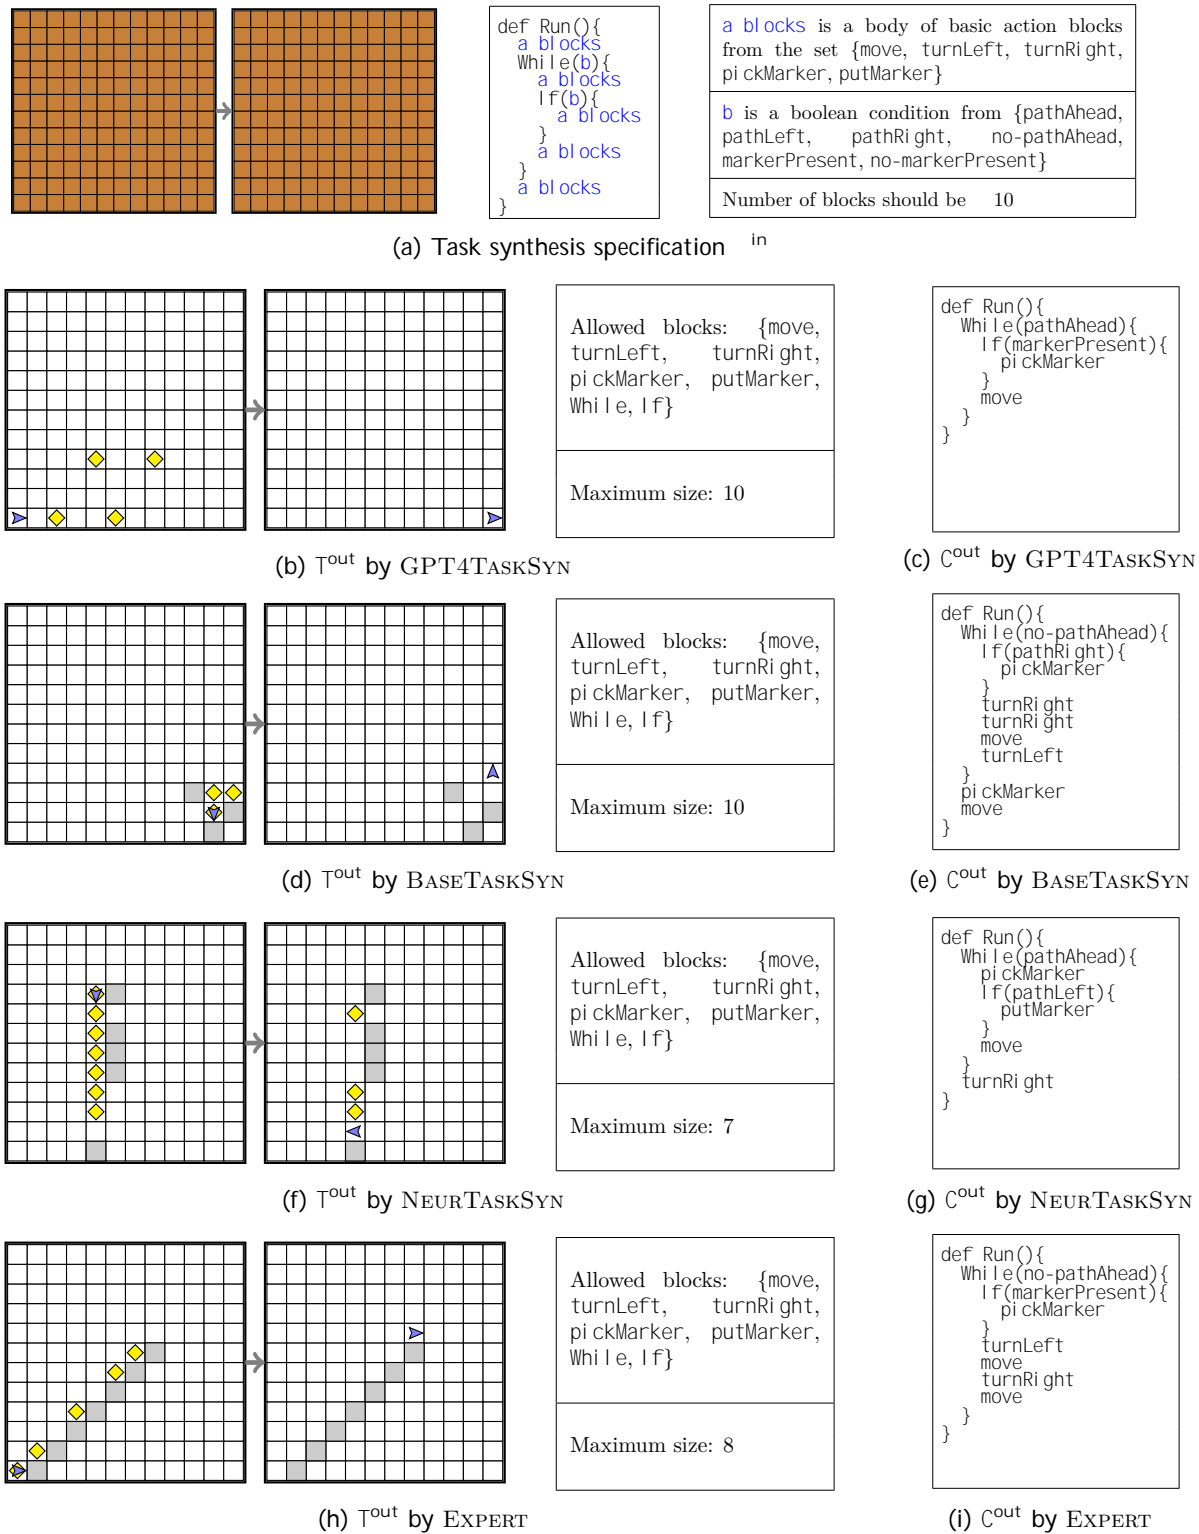 def Run(){
a blocks
While(b){
a blocks
If(b){
a blocks
}
a blocks
}
a blocks
}
a blocks is a body of basic action blocks
from the set {move, turnLeft, turnRight,
pickMarker, putMarker}
b is a boolean condition from {pathAhead,
pathLeft, pathRight, no-pathAhead,
markerPresent, no-markerPresent}
Number of blocks should be 10
(a) Task synthesis specification in
Allowed blocks: {move,
turnLeft, turnRight,
pickMarker, putMarker,
While, If}
Maximum size: 10
def Run(){
While(pathAhead){
If(markerPresent){
pickMarker
}
move
}
}
(b) Tout by GPT4TASKSYN
(c) Cout by GPT4TASKSYN
Allowed blocks: {move,
turnLeft, turnRight,
pickMarker, putMarker,
While, If}
Maximum size: 10
def Run(){
While(no-pathAhead){
If(pathRight){
pickMarker
}
turnRight
turnRight
move
turnLeft
}
pickMarker
move
}
(d) Tout by BASETASKSYN
(e) Cout by BASETASKSYN
Allowed blocks: {move,
turnLeft, turnRight,
pickMarker, putMarker,
While, If}
Maximum size: 7
def Run(){
While(pathAhead){
pickMarker
If(pathLeft){
putMarker
}
move
}
turnRight
}
(f) Tout by NEURTASKSYN
(g) Cout by NEURTASKSYN
Allowed blocks: {move,
turnLeft, turnRight,
pickMarker, putMarker,
While, If}
Maximum size: 8
def Run(){
While(no-pathAhead){
If(markerPresent){
pickMarker
}
turnLeft
move
turnRight
move
}
}
(h) Tout by EXPERT
(i) Cout by EXPERT